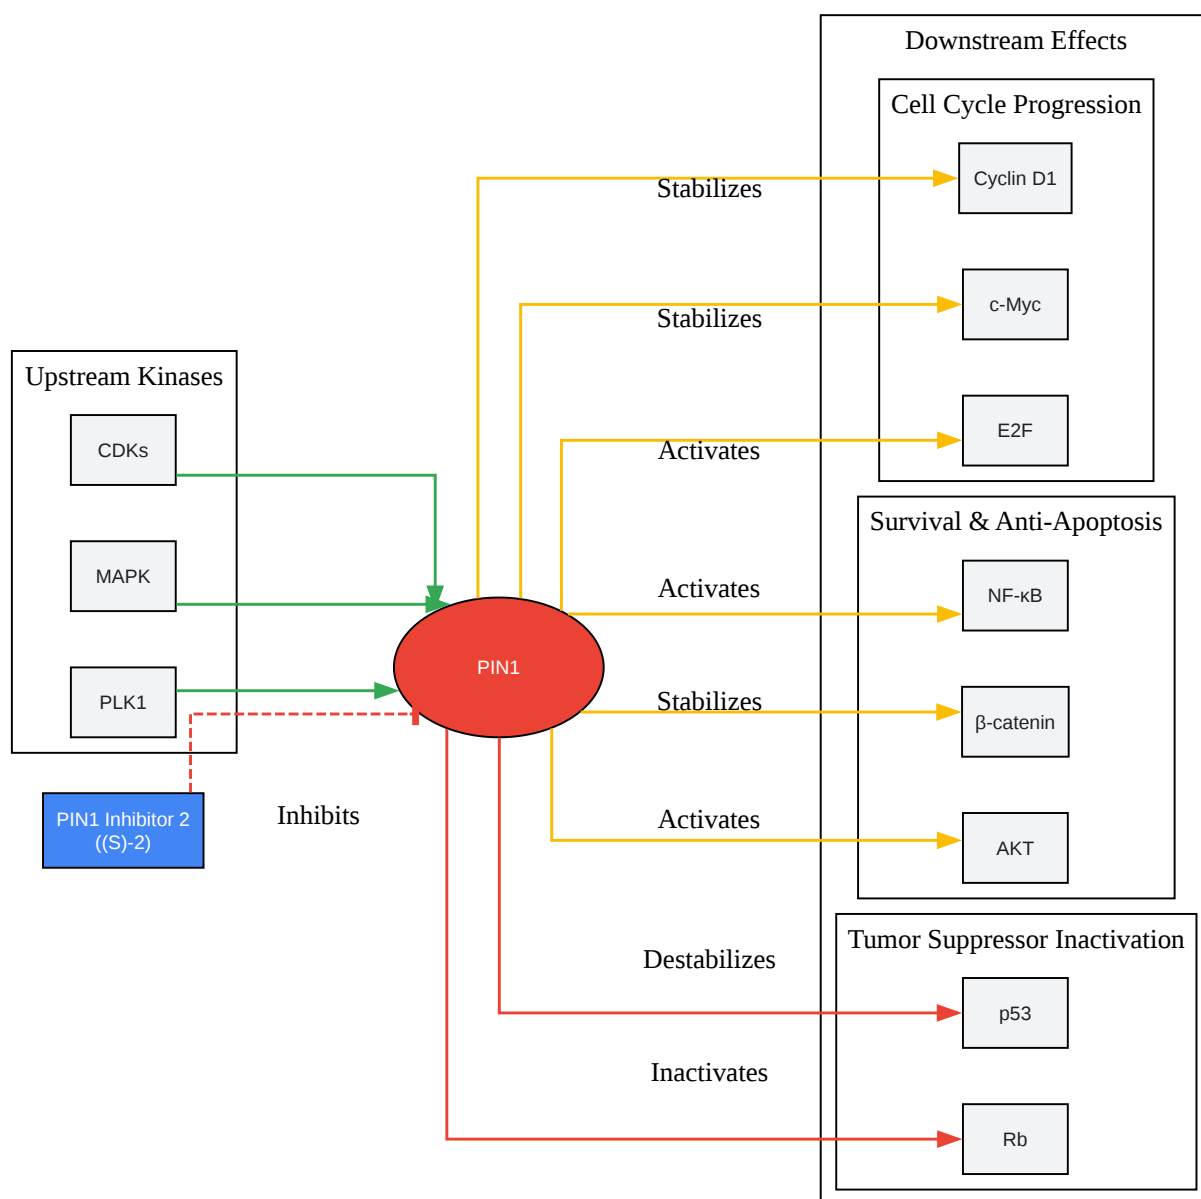 Downstream Effects
Cell Cycle Progression
Stabilizes
Cyclin D1
Stabilizes
c-Myc
Activates
E2F
Upstream Kinases
CDKs
MAPK
PLK1
PIN1 Inhibitor 2
((S)-2)
Inhibits
PIN1
Survival & Anti-Apoptosis
Activates
NF-κB
Stabilizes
β-catenin
Activates
AKT
Tumor Suppressor Inactivation
Destabilizes
p53
Inactivates
Rb